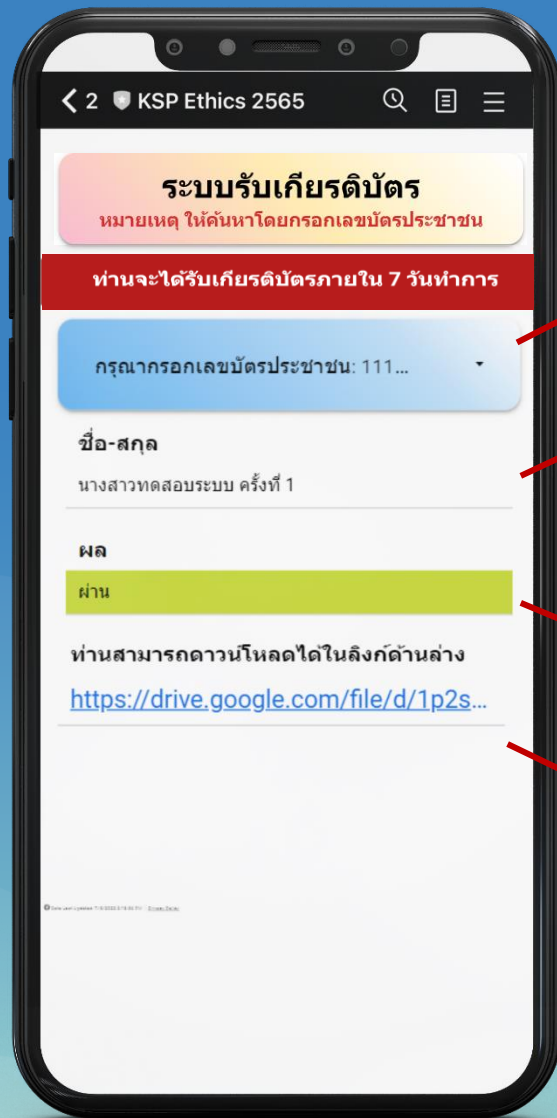 2 KSP Ethics 2565
ระบบรับเกียรติบัตร
หมายเหตุ ให้ค้นหาโดยกรอกเลขบัตรประชาชน
ท่านจะได้รับเกียรติบัตรภายใน 7 วันทำการ
กรุณากรอกเลขบัตรประชาชน: 111...
ชื่อ-สกุล
นางสาวทดสอบระบบ ครั้งที่ 1
ผล
ผ่าน
ท่านสามารถดาวน์โหลดได้ในลิงก์ด้านล่าง
https://drive.google.com/file/d/1p2s...